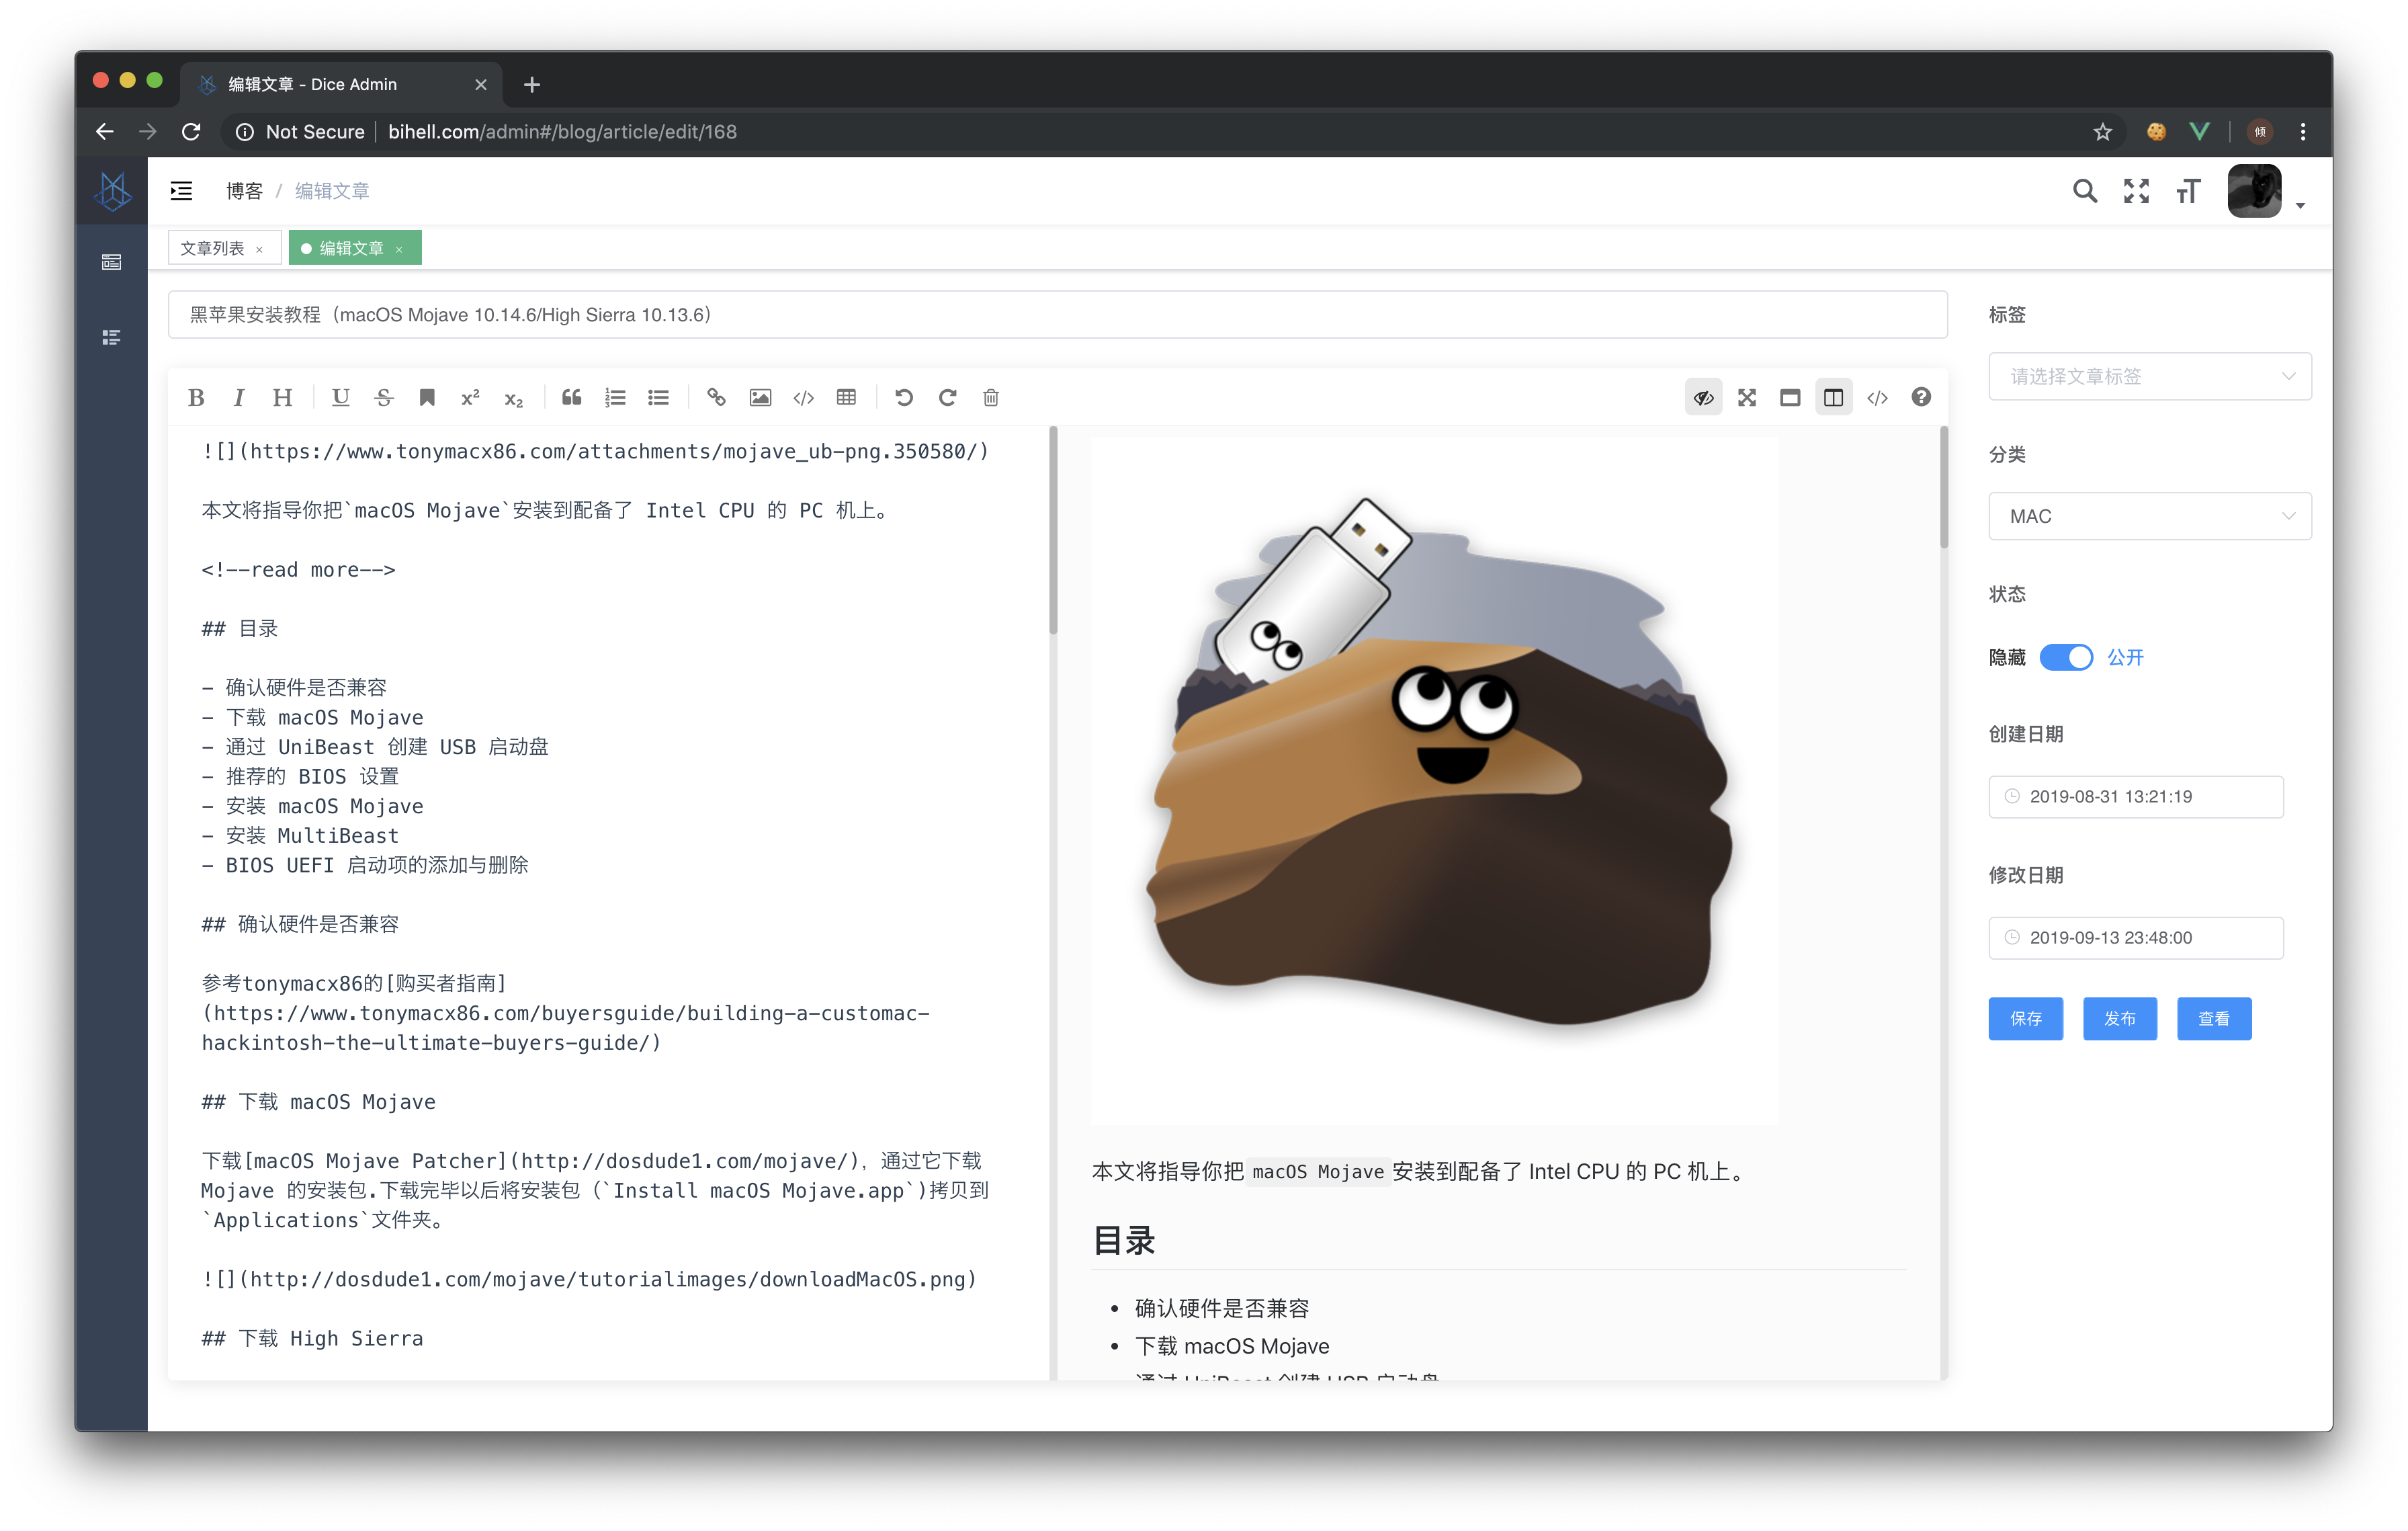 编辑文章 - Dice Admin
Not Secure | bihell.com/admin#/blog/article/edit/168
倾
博客 / 编辑文章
文章列表 ×
编辑文章 ×
黑苹果安装教程（macOS Mojave 10.14.6/High Sierra 10.13.6）
![](https://www.tonymacx86.com/attachments/mojave_ub-png.350580/)
本文将指导你把`macOS Mojave`安装到配备了 Intel CPU 的 PC 机上。
<!--read more-->
## 目录
- 确认硬件是否兼容
- 下载 macOS Mojave
- 通过 UniBeast 创建 USB 启动盘
- 推荐的 BIOS 设置
- 安装 macOS Mojave
- 安装 MultiBeast
- BIOS UEFI 启动项的添加与删除
## 确认硬件是否兼容
参考tonymacx86的[购买者指南]
(https://www.tonymacx86.com/buyersguide/building-a-customac-
hackintosh-the-ultimate-buyers-guide/)
## 下载 macOS Mojave
下载[macOS Mojave Patcher](http://dosdude1.com/mojave/)，通过它下载
Mojave 的安装包.下载完毕以后将安装包（`Install macOS Mojave.app`)拷贝到
`Applications`文件夹。
![](http://dosdude1.com/mojave/tutorialimages/downloadMacOS.png)
## 下载 High Sierra
本文将指导你把 macOS Mojave 安装到配备了 Intel CPU 的 PC 机上。
目录
• 确认硬件是否兼容
• 下载 macOS Mojave
通过 UniBeast 创建 USB 启动盘
标签
请选择文章标签
分类
MAC
状态
隐藏 公开
创建日期
2019-08-31 13:21:19
修改日期
2019-09-13 23:48:00
保存 发布 查看